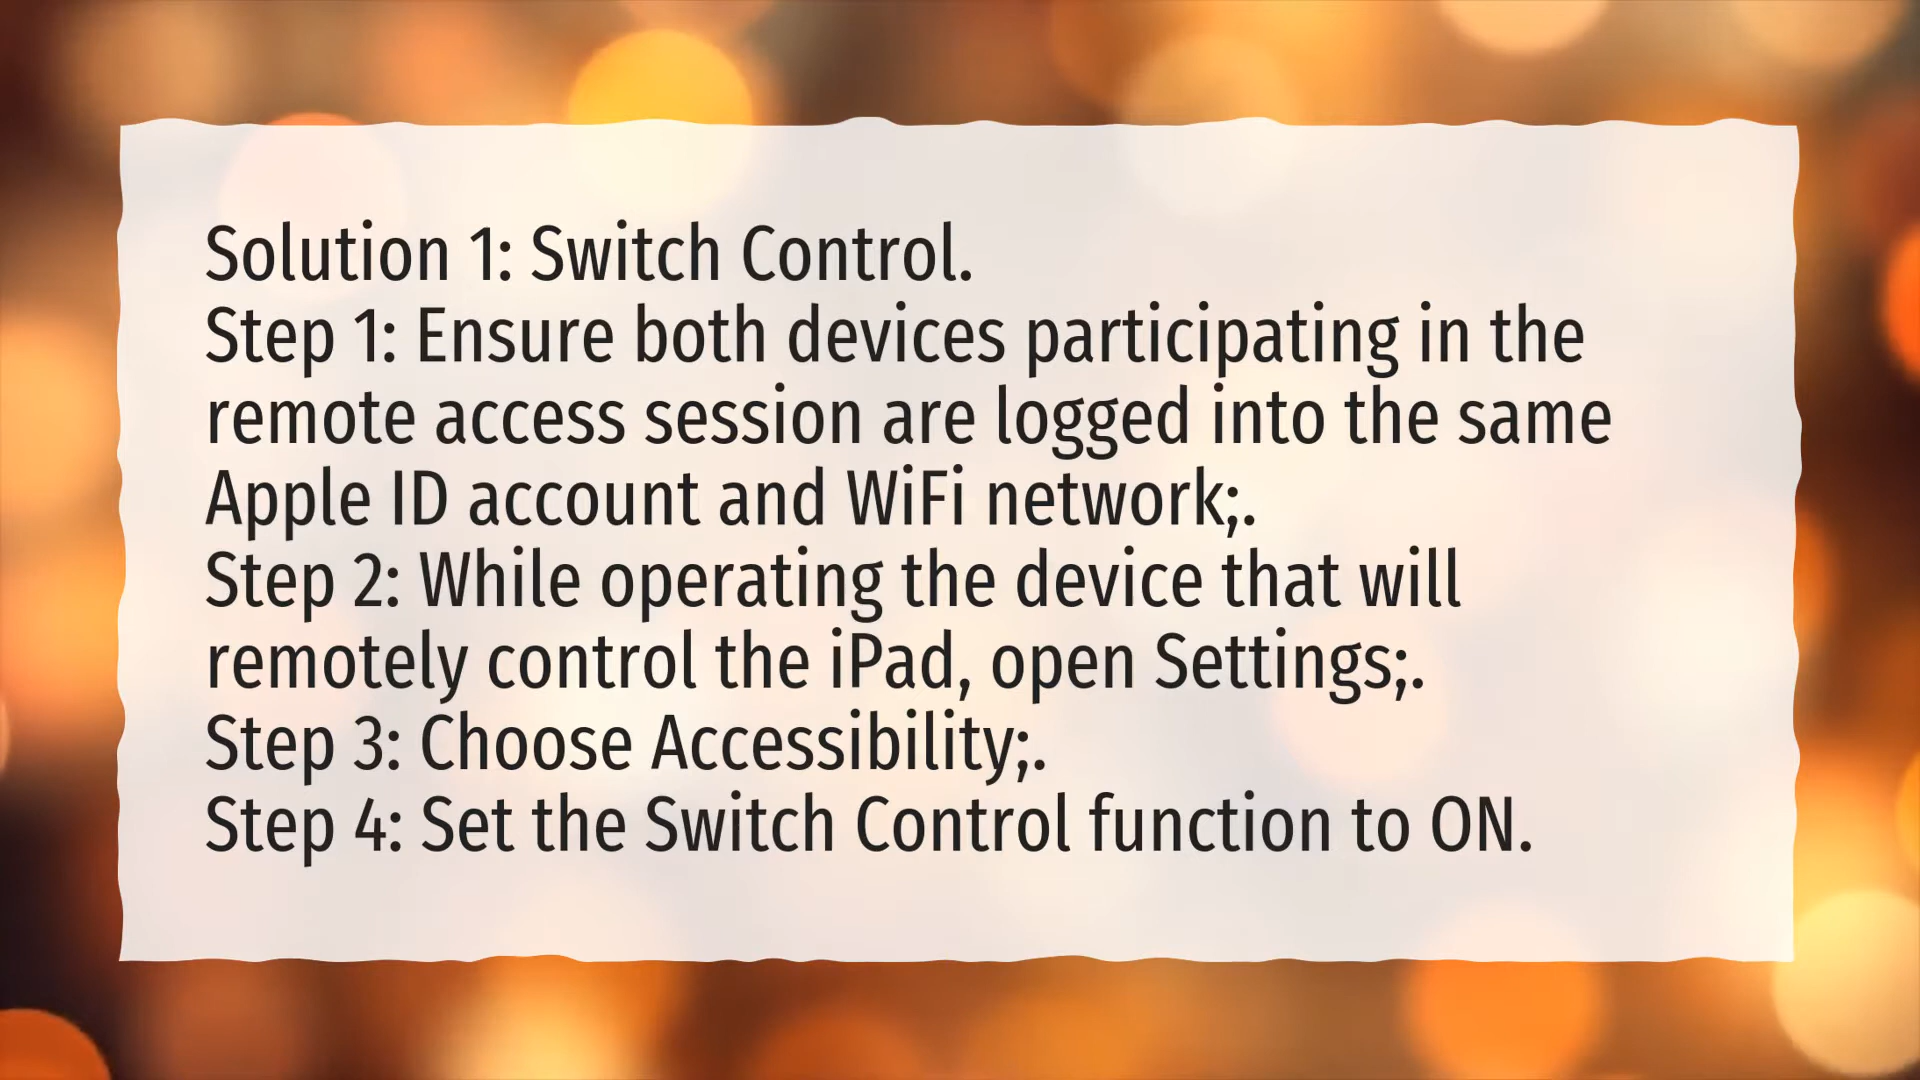 Solution 1: Switch Control.
Step 1: Ensure both devices participating in the
remote access session are logged into the same
Apple ID account and WiFi network;.
Step 2: While operating the device that will
remotely control the iPad, open Settings;.
Step 3: Choose Accessibility;.
Step 4: Set the Switch Control function to ON.